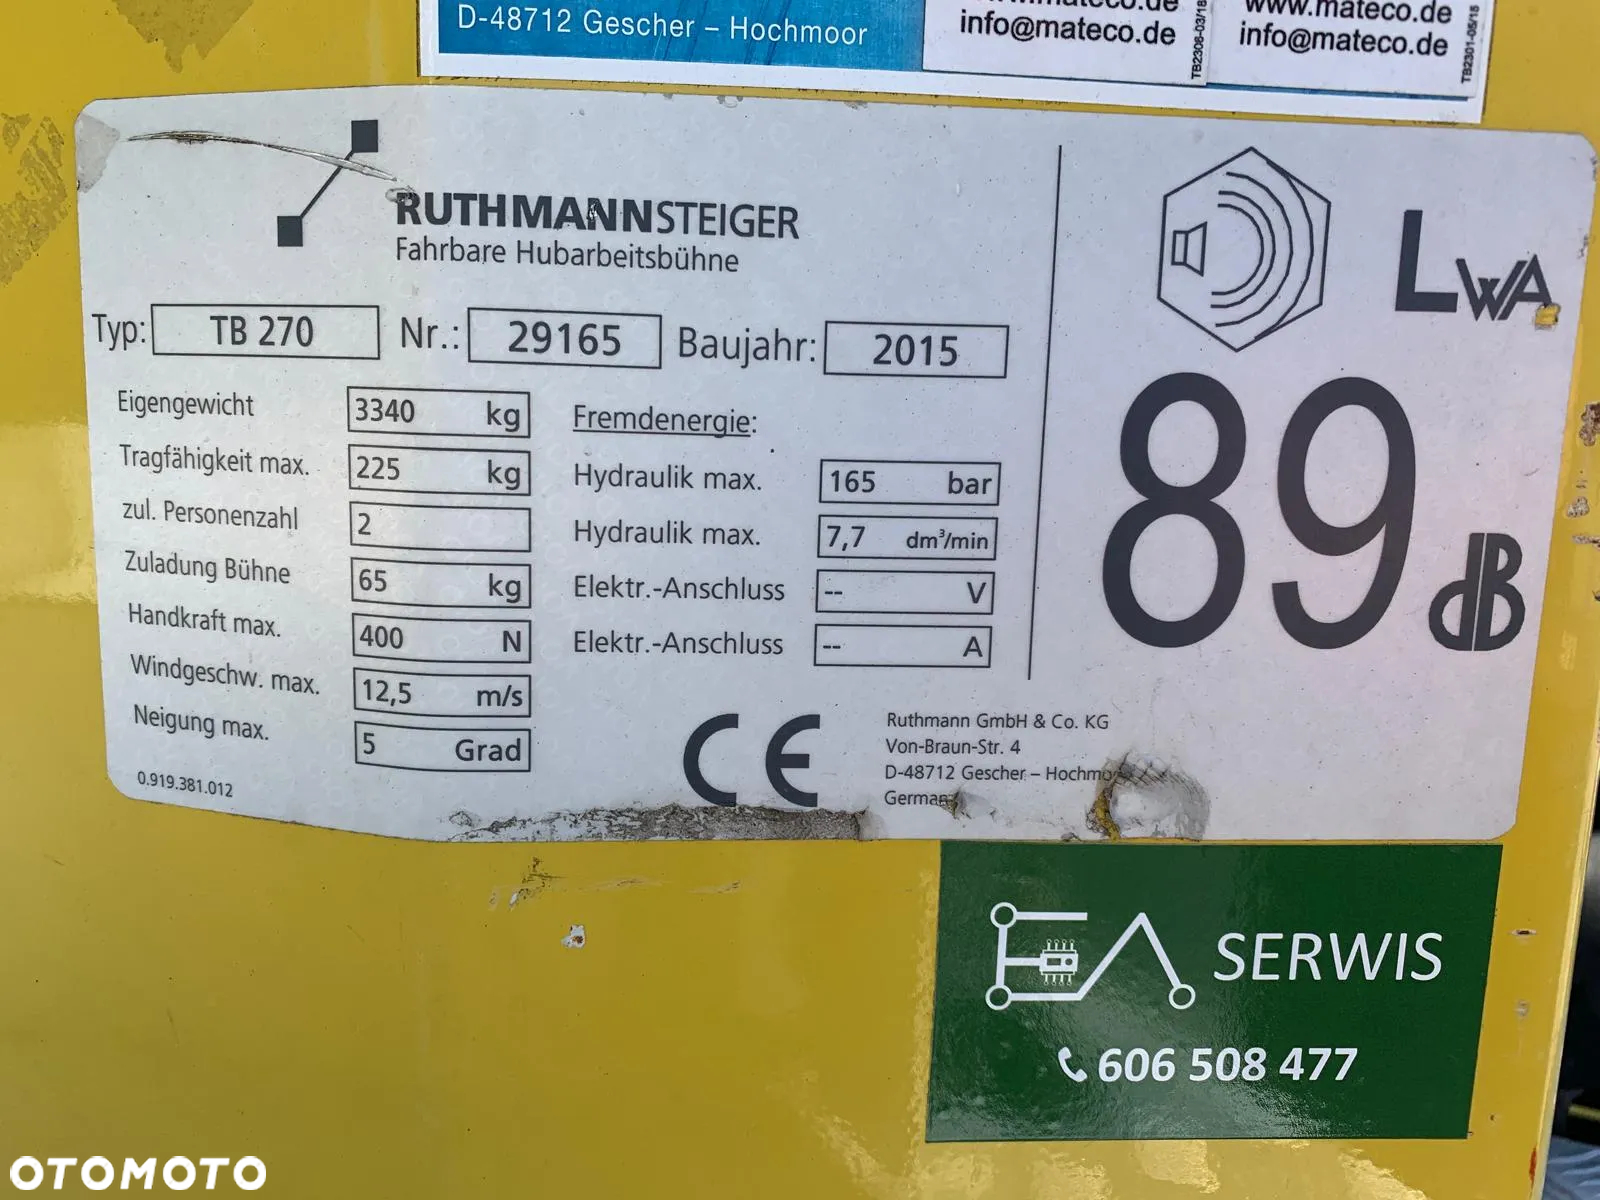 D-48712 Gescher – Hochmoor
info@mateco.de
TB2306-03/18
www.mateco.de
info@mateco.de
TB2301-05/15
RUTHMANNSTEIGER
Fahrbare Hubarbeitsbühne
Typ: TB 270 Nr.: 29165 Baujahr: 2015
Eigengewicht 3340 kg
Tragfähigkeit max. 225 kg
zul. Personenzahl 2
Zuladung Bühne 65 kg
Handkraft max. 400 N
Windgeschw. max. 12,5 m/s
Neigung max. 5 Grad
0.919.381.012
Fremdenergie:
Hydraulik max. 165 bar
Hydraulik max. 7,7 dm³/min
Elektr.-Anschluss -- V
Elektr.-Anschluss -- A
CE
Ruthmann GmbH & Co. KG
Von-Braun-Str. 4
D-48712 Gescher – Hochmo
German
LWA
89 dB
EA SERWIS
606 508 477
OTOMOTO